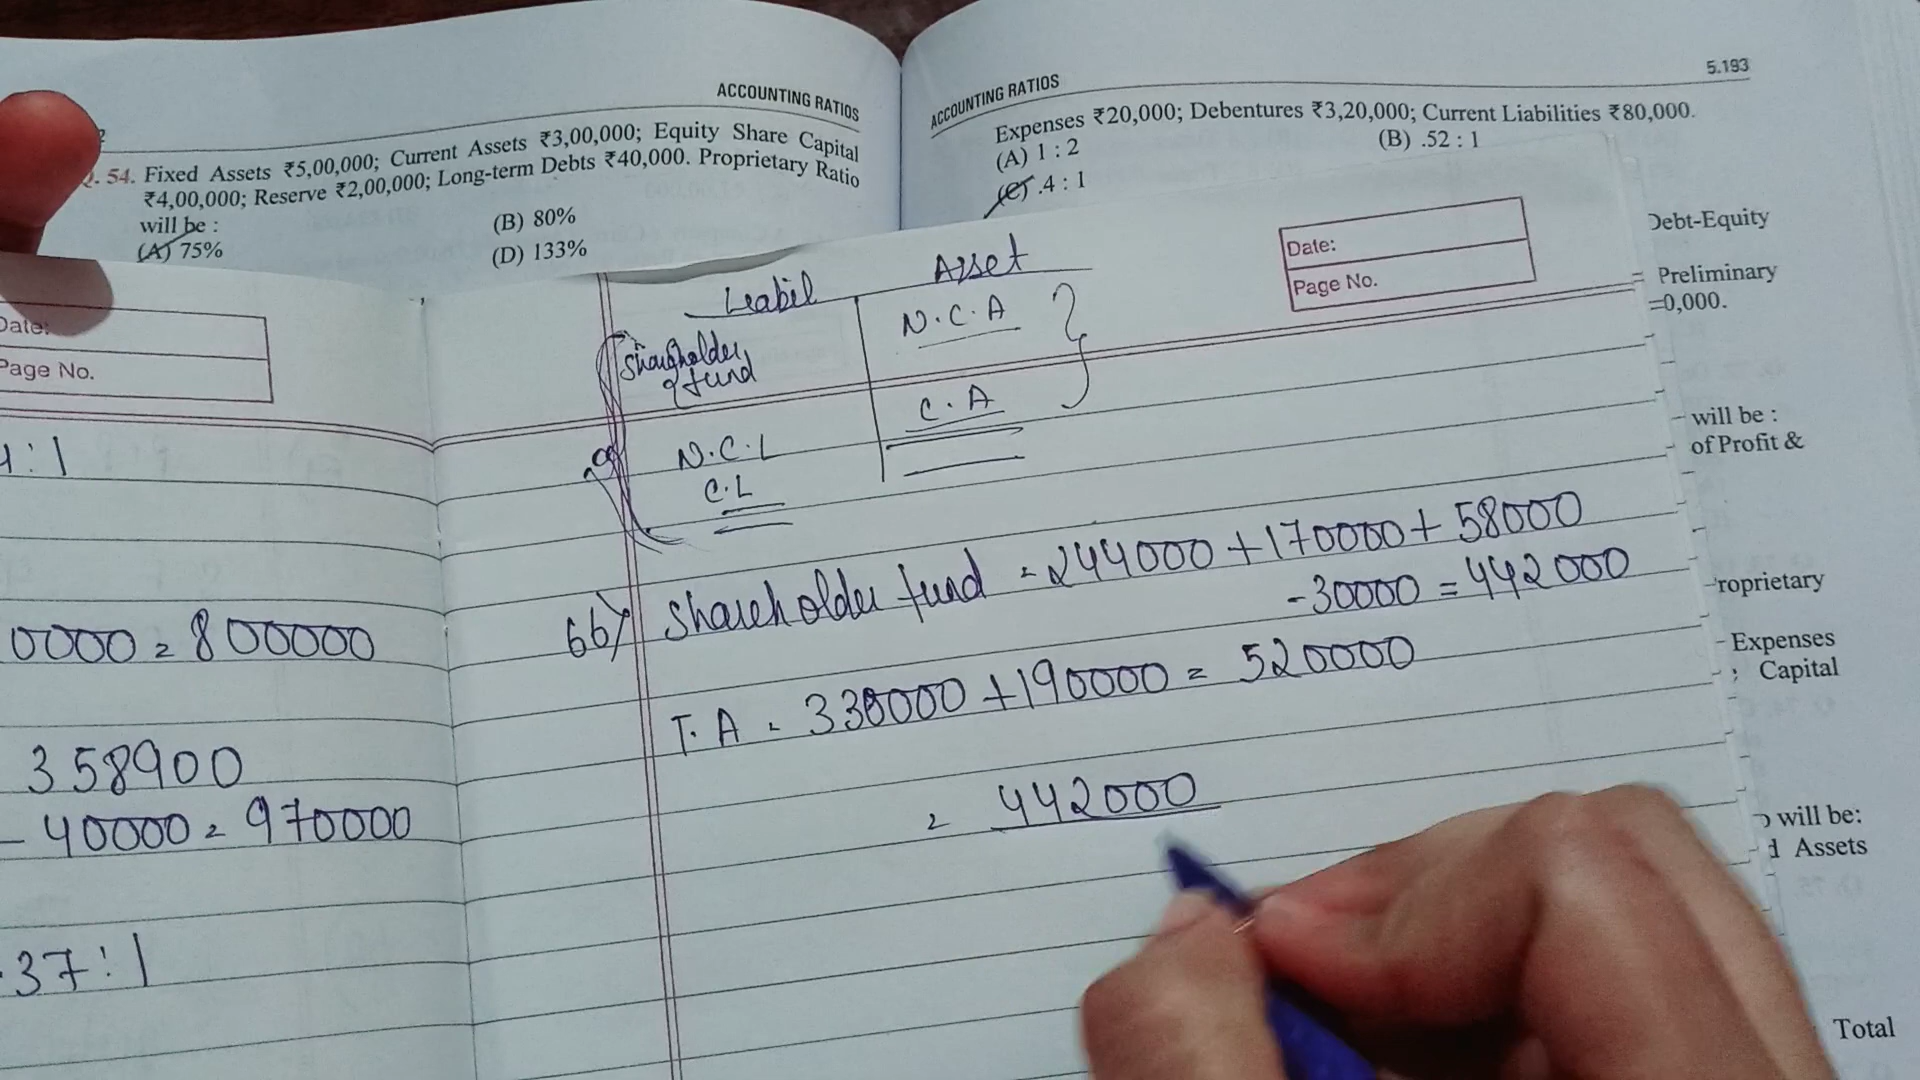 ACCOUNTING RATIOS
Q. 54. Fixed Assets ₹5,00,000; Current Assets ₹3,00,000; Equity Share Capital
₹4,00,000; Reserve ₹2,00,000; Long-term Debts ₹40,000. Proprietary Ratio
will be :
(A) 75%
(B) 80%
(D) 133%
ACCOUNTING RATIOS
5.193
Expenses ₹20,000; Debentures ₹3,20,000; Current Liabilities ₹80,000.
(A) 1 : 2
(B) .52 : 1
(C) .4 : 1
Debt-Equity
Preliminary
0,000.
will be :
of Profit &
Proprietary
Expenses
; Capital
will be:
Assets
Total
Date:
Page No.
4:1
0000 = 800000
358900
- 40000 = 970000
.37:1
Date:
Page No.
Leabil Asset
Shareholder N.C.A
fund
C.A
N.C.L
C.L
66) Shareholder fund = 244000 + 170000 + 58000
- 30000 = 442000
T.A = 330000 + 190000 = 520000
= 442000